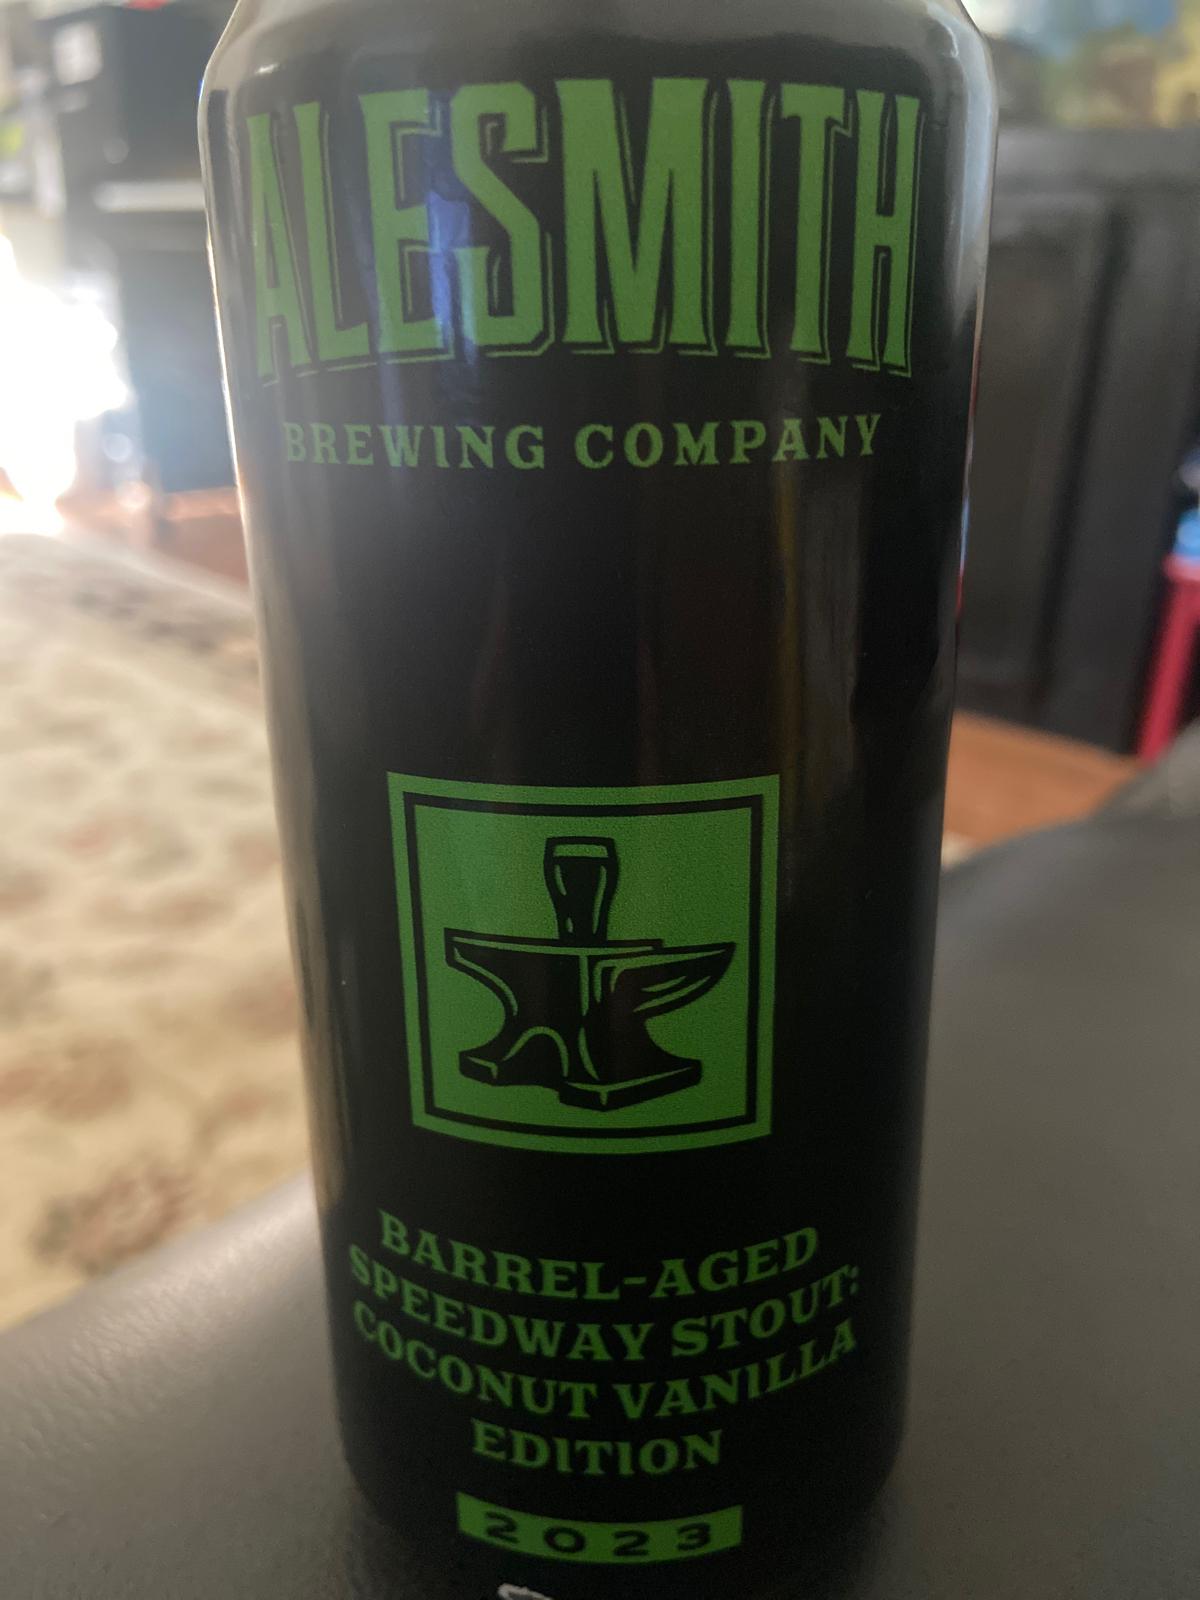 ALESMITH
BREWING COMPANY
BARREL-AGED
SPEEDWAY STOUT:
COCONUT VANILLA
EDITION
2023